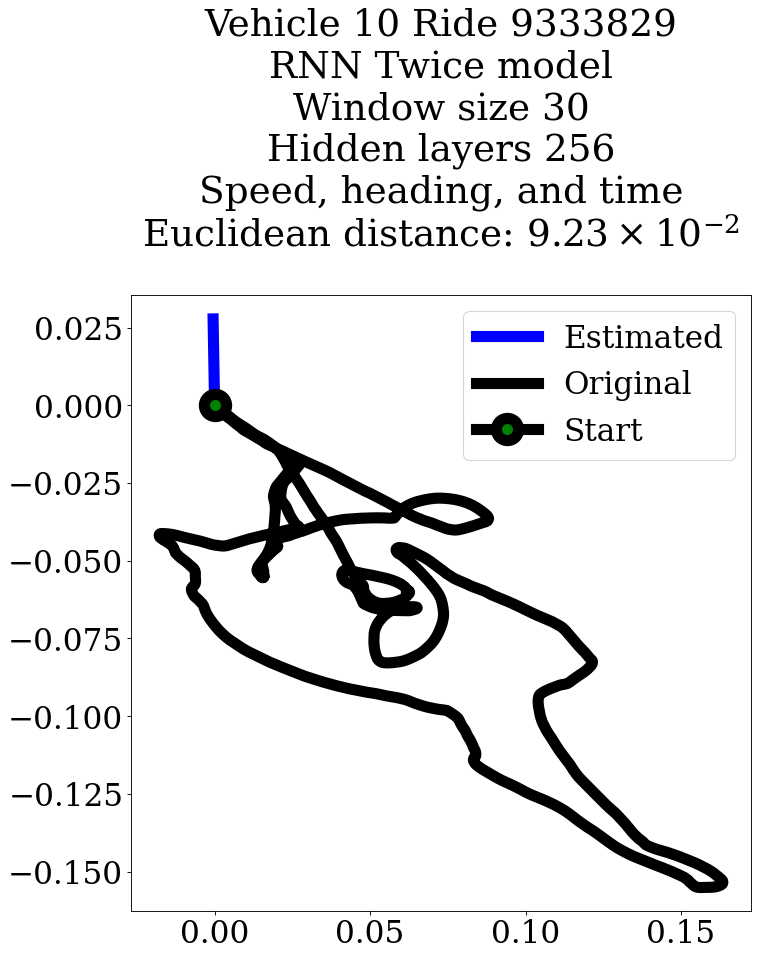 Vehicle 10 Ride 9333829
RNN Twice model
Window size 30
Hidden layers 256
Speed, heading, and time
Euclidean distance: 9.23 × 10⁻²
Estimated
Original
Start
0.025
0.000
−0.025
−0.050
−0.075
−0.100
−0.125
−0.150
0.00 0.05 0.10 0.15